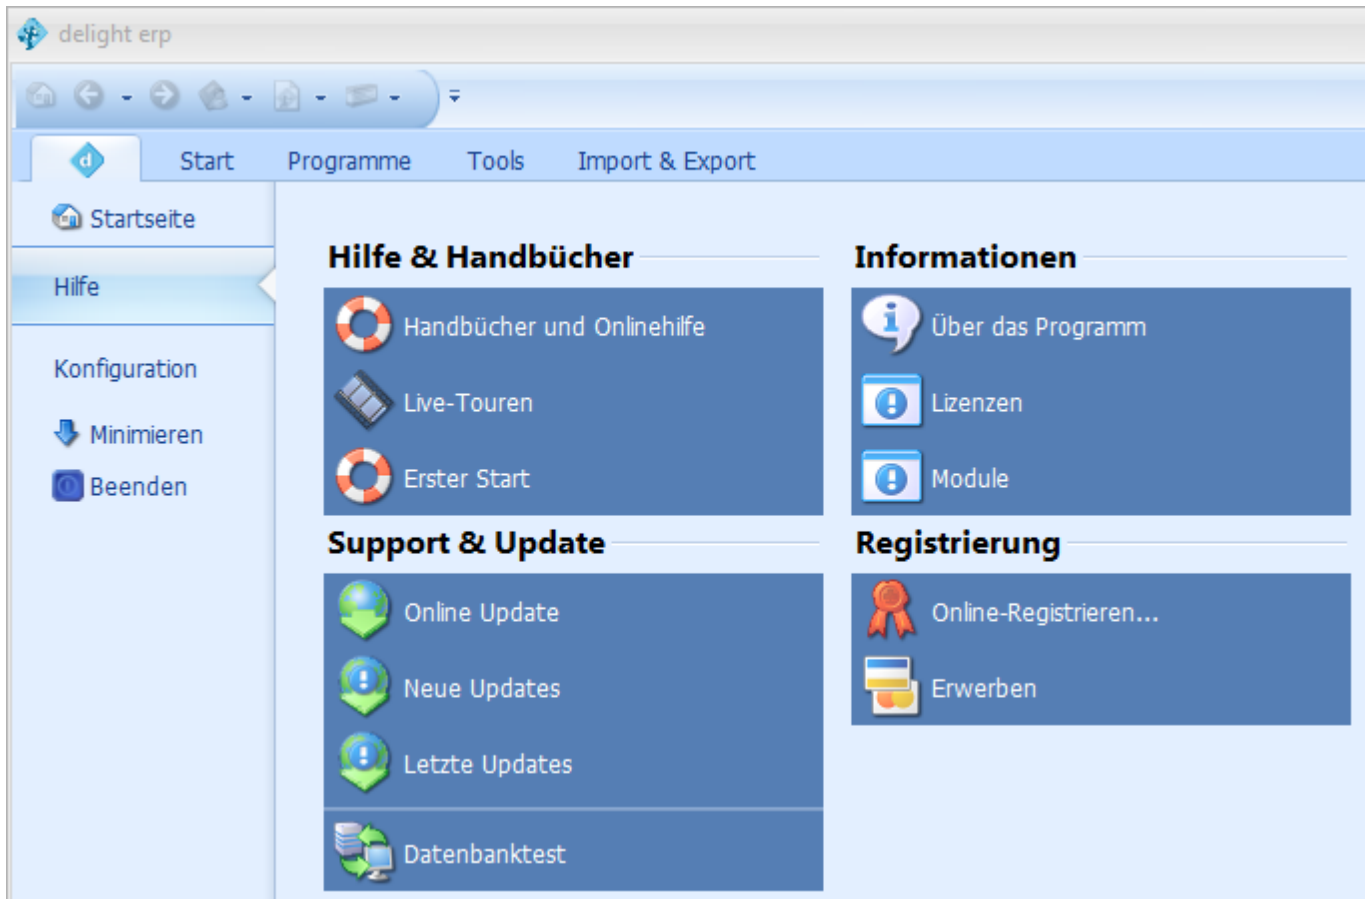 delight erp
d Start Programme Tools Import & Export
Startseite
Hilfe
Konfiguration
Minimieren
Beenden
Hilfe & Handbücher
Handbücher und Onlinehilfe
Live-Touren
Erster Start
Support & Update
Online Update
Neue Updates
Letzte Updates
Datenbanktest
Informationen
Über das Programm
Lizenzen
Module
Registrierung
Online-Registrieren...
Erwerben